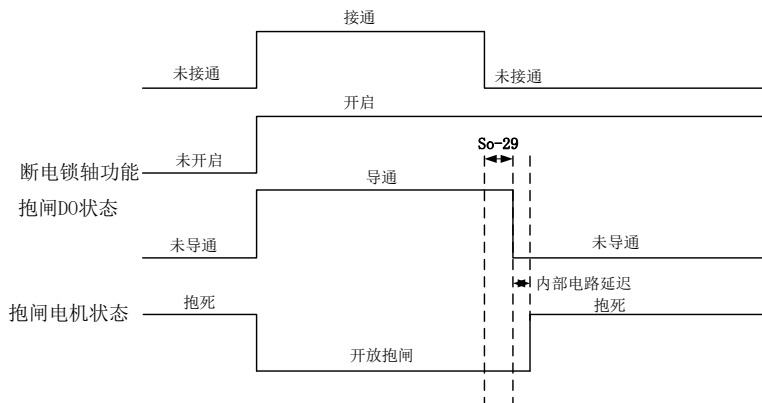 接通
未接通
未接通
开启
So-29
未开启
断电锁轴功能
导通
抱闸DO状态
未导通
未导通
内部电路延迟
抱死
抱死
抱闸电机状态
开放抱闸